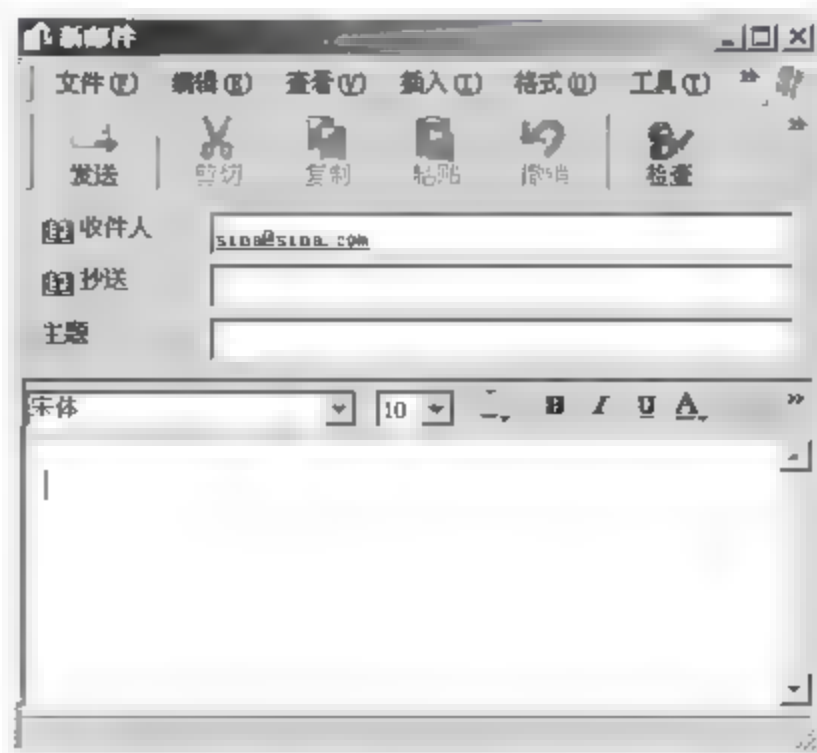 新邮件
文件(F) 编辑(E) 查看(V) 插入(I) 格式(O) 工具(T) »
发送 剪切 复制 粘贴 撤消 检查 »
收件人 sina@sina.com
抄送
主题
宋体 10 B I U A »